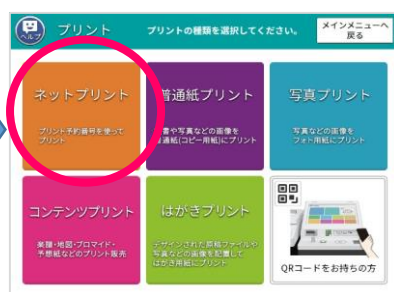 ヘルプ
プリント
プリントの種類を選択してください。
メインメニューへ
戻る
ネットプリント
プリント予約番号を使って
プリント
普通紙プリント
書や写真などの画像を
普通紙(コピー用紙)にプリント
写真プリント
写真などの画像を
フォト用紙にプリント
コンテンツプリント
楽譜・地図・ブロマイド・
予想紙などのプリント販売
はがきプリント
デザインされた原稿ファイルや
写真などの画像を配置して
はがき用紙にプリント
QRコードをお持ちの方